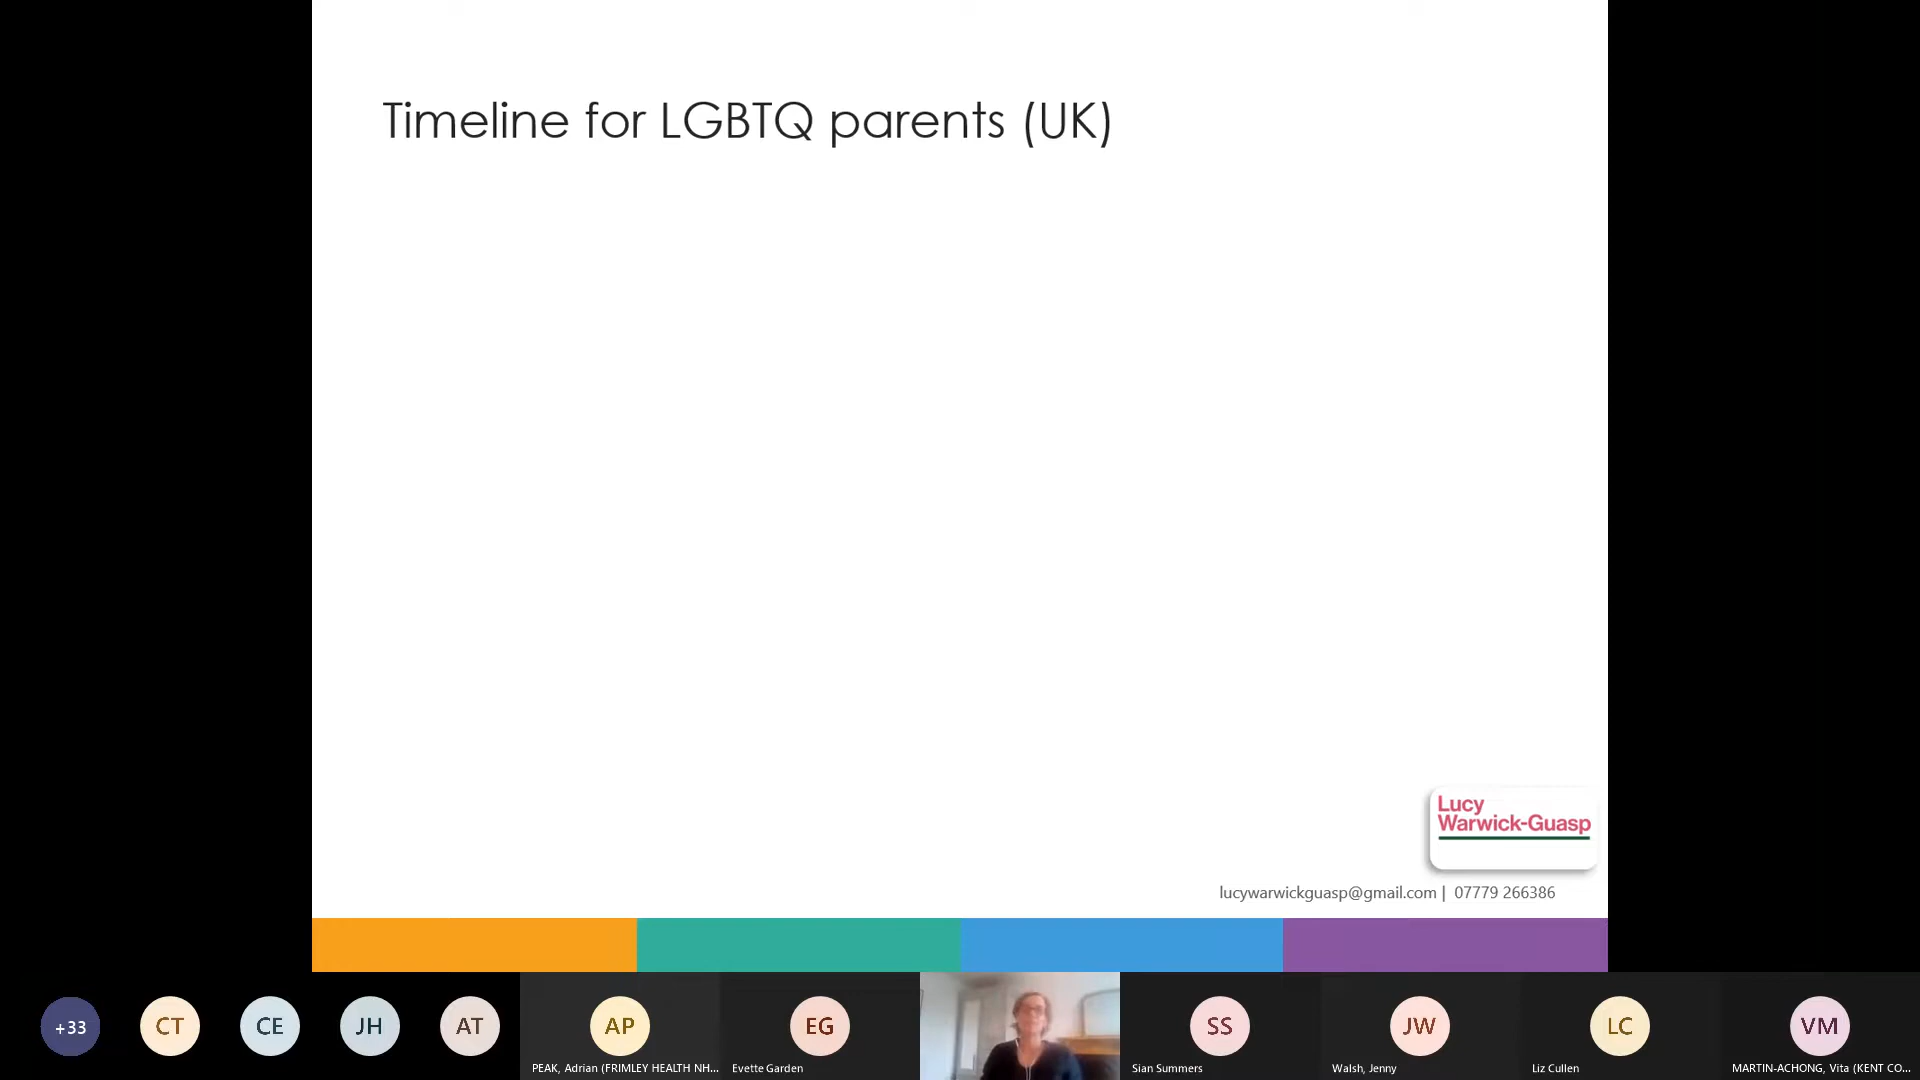 Timeline for LGBTQ parents (UK)
Lucy
Warwick-Guasp
lucywarwickguasp@gmail.com | 07779 266386
+33
CT
CE
JH
AT
AP
EG
SS
JW
LC
VM
PEAK, Adrian (FRIMLEY HEALTH NH...
Evette Garden
Sian Summers
Walsh, Jenny
Liz Cullen
MARTIN-ACHONG, Vita (KENT CO...